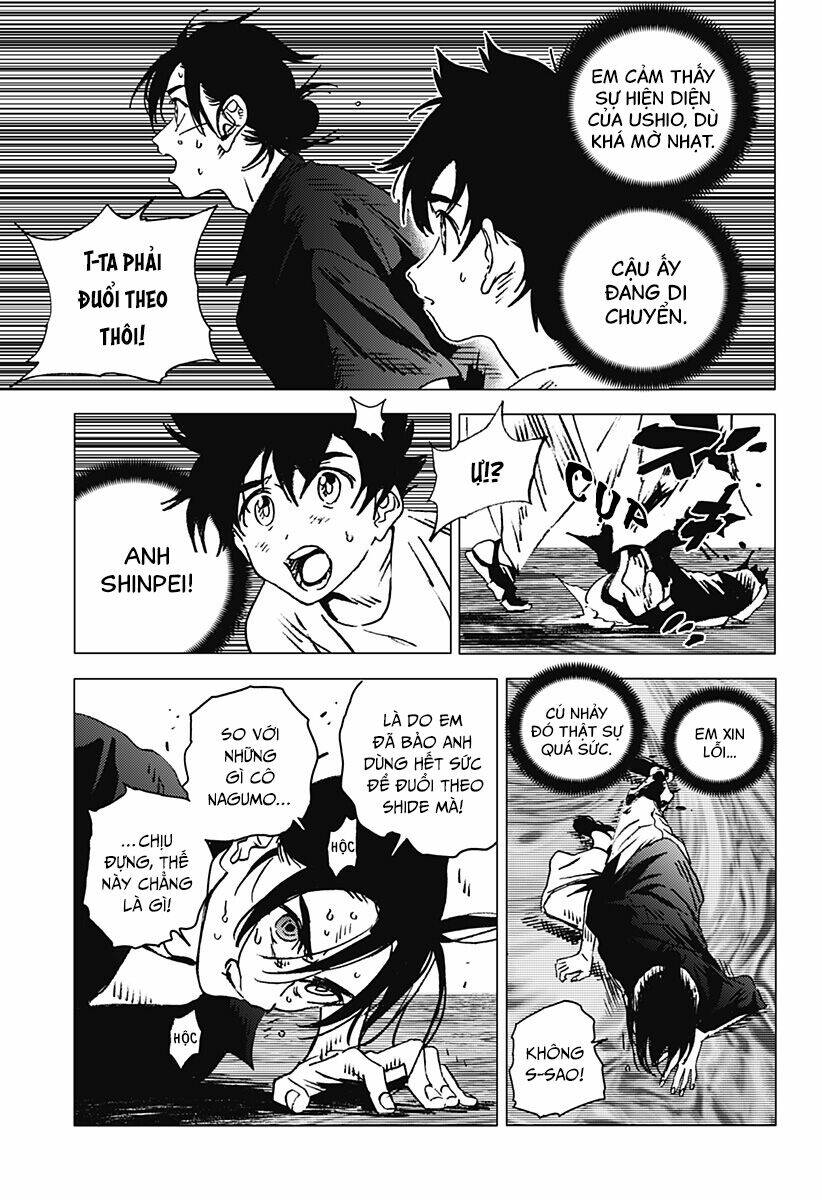 EM CẢM THẤY
SỰ HIỆN DIỆN
CỦA USHIO, DÙ
KHÁ MỜ NHẠT.
CẬU ẤY
ĐANG DI
CHUYỂN.
T-TA PHẢI
ĐUỔI THEO
THÔI!
Ự!?
CỤP
ANH
SHINPEI!
EM XIN
LỖI...
CÚ NHẢY
ĐÓ THẬT SỰ
QUÁ SỨC.
KHÔNG
S-SAO!
LÀ DO EM
ĐÃ BẢO ANH
DÙNG HẾT SỨC
ĐỂ ĐUỔI THEO
SHIDE MÀ!
SO VỚI
NHỮNG
GÌ CÔ
NAGUMO...
HỘC
...CHỊU
ĐỰNG, THẾ
NÀY CHẲNG
LÀ GÌ!
HỘC